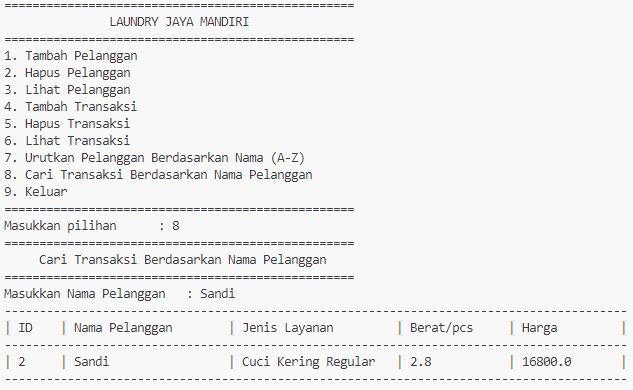 ==================================================
LAUNDRY JAYA MANDIRI
==================================================
1. Tambah Pelanggan
2. Hapus Pelanggan
3. Lihat Pelanggan
4. Tambah Transaksi
5. Hapus Transaksi
6. Lihat Transaksi
7. Urutkan Pelanggan Berdasarkan Nama (A-Z)
8. Cari Transaksi Berdasarkan Nama Pelanggan
9. Keluar
==================================================
Masukkan pilihan      : 8
==================================================
Cari Transaksi Berdasarkan Nama Pelanggan
==================================================
Masukkan Nama Pelanggan   : Sandi
-----------------------------------------------------------------------------------------
| ID    | Nama Pelanggan        | Jenis Layanan         | Berat/pcs     | Harga         |
-----------------------------------------------------------------------------------------
| 2     | Sandi                 | Cuci Kering Regular   | 2.8           | 16800.0       |
-----------------------------------------------------------------------------------------